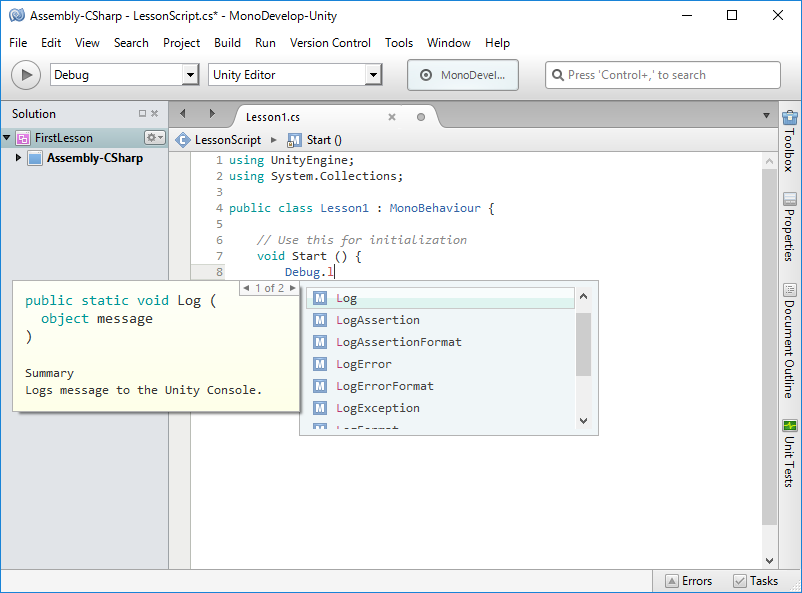 Assembly-CSharp - LessonScript.cs* - MonoDevelop-Unity
File Edit View Search Project Build Run Version Control Tools Window Help
Debug Unity Editor MonoDevel... Press 'Control+,' to search
Solution
Lesson1.cs
FirstLesson
LessonScript Start ()
Assembly-CSharp
1 using UnityEngine;
2 using System.Collections;
3
4 public class Lesson1 : MonoBehaviour {
5
6 // Use this for initialization
7 void Start () {
8 Debug.l
1 of 2
public static void Log (
object message
)
Summary
Logs message to the Unity Console.
M Log
M LogAssertion
M LogAssertionFormat
M LogError
M LogErrorFormat
M LogException
M LogFormat
Toolbox
Properties
Document Outline
Unit Tests
Errors Tasks